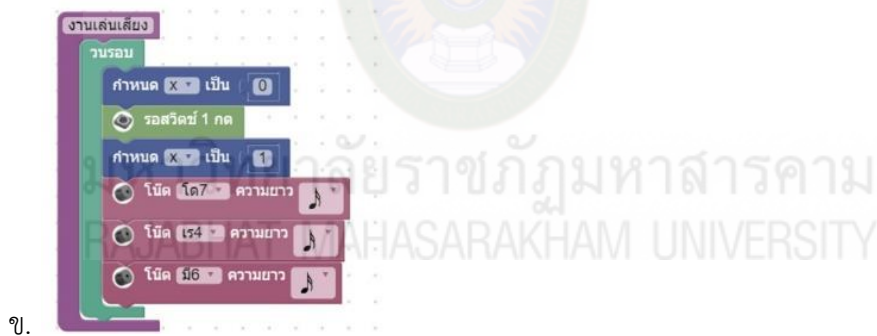 งานเล่นเสียง
วนรอบ
กำหนด x เป็น 0
รอสวิตช์ 1 กด
กำหนด x เป็น 1
มหาวิทยาลัยราชภัฏมหาสารคาม
โน๊ต โด7 ความยาว
RAJABHAT MAHASARAKHAM UNIVERSITY
โน๊ต เร4 ความยาว
โน๊ต มี6 ความยาว
ข.